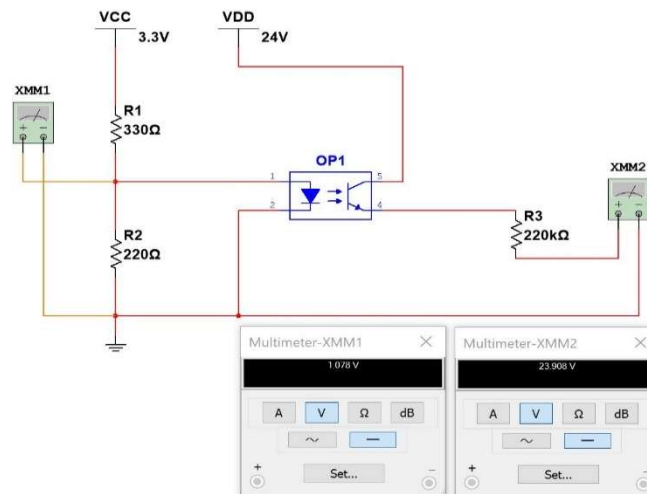 VCC
3.3V
VDD
24V
XMM1
+ -
R1
330Ω
OP1
1
5
2
4
R2
220Ω
R3
220kΩ
XMM2
+ -
Multimeter-XMM1 ×
1.078 V
A V Ω dB
~ —
+ Set... -
Multimeter-XMM2 ×
23.908 V
A V Ω dB
~ —
+ Set... -